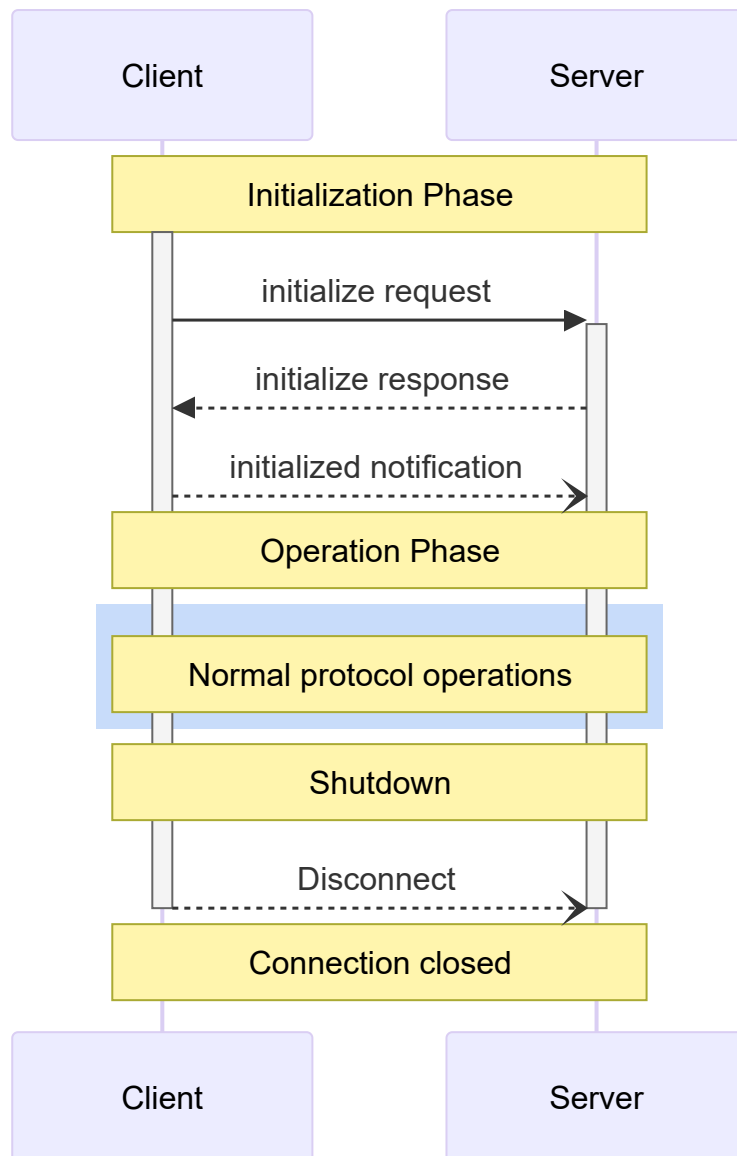 Client
Server
Initialization Phase
initialize request
initialize response
initialized notification
Operation Phase
Normal protocol operations
Shutdown
Disconnect
Connection closed
Client
Server